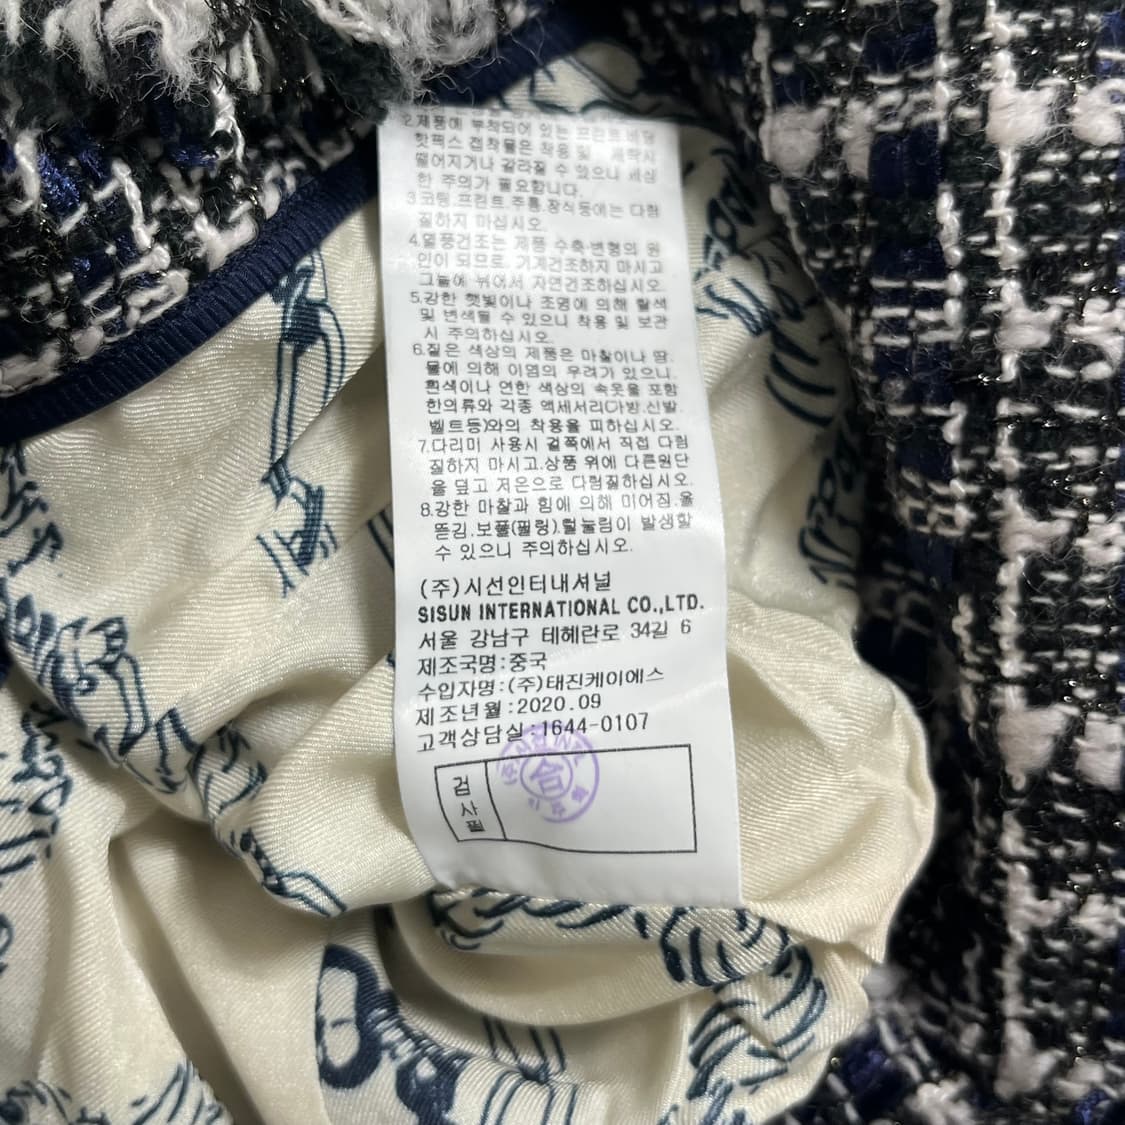 2.제품에 부착되어 있는 프린트 비딩
핫픽스 접착물은 착용 및 세탁시
떨어지거나 갈라질 수 있으니 세심
한 주의가 필요합니다.
3.코팅.프린트.주름.장식등에는 다림
질하지 마십시오.
4.열풍건조는 제품 수축·변형의 원
인이 되므로, 기계건조하지 마시고
그늘에 뉘어서 자연건조하십시오.
5.강한 햇빛이나 조명에 의해 탈색
및 변색될 수 있으니 착용 및 보관
시 주의하십시오.
6.짙은 색상의 제품은 마찰이나 땀.
물에 의해 이염의 우려가 있으니.
흰색이나 연한 색상의 속옷을 포함
한의류와 각종 액세서리(가방.신발.
벨트등)와의 착용을 피하십시오.
7.다리미 사용시 겉쪽에서 직접 다림
질하지 마시고.상품 위에 다른원단
을 덮고 저온으로 다림질하십시오.
8.강한 마찰과 힘에 의해 미어짐.올
뜯김.보풀(필링).털눌림이 발생할
수 있으니 주의하십시오.
(주)시선인터내셔널
SISUN INTERNATIONAL CO.,LTD.
서울 강남구 테헤란로 34길 6
제조국명:중국
수입자명:(주)태진케이에스
제조년월:2020.09
고객상담실:1644-0107
검사필
合